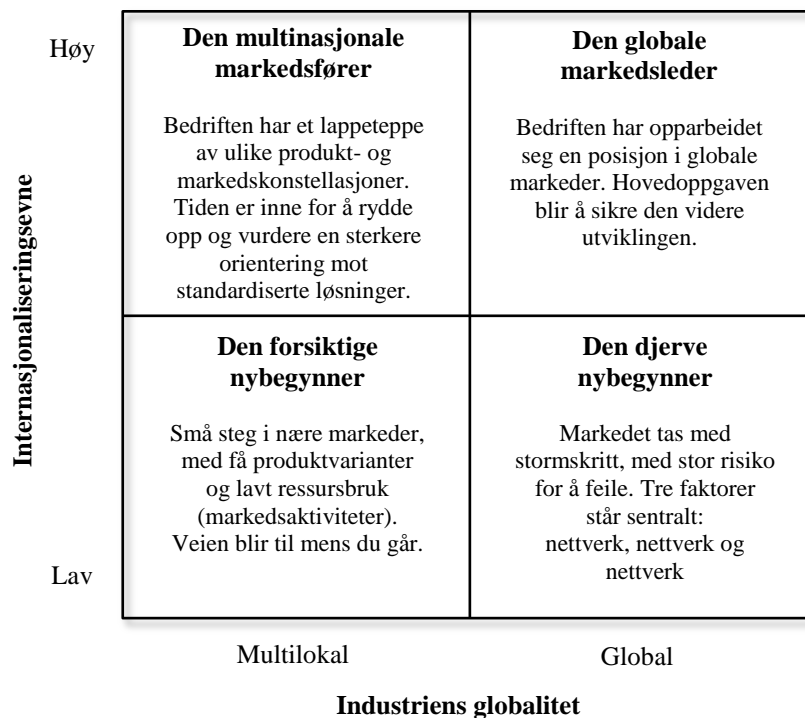 Høy
Den multinasjonale
markedsfører
Bedriften har et lappeteppe
av ulike produkt- og
markedskonstellasjoner.
Tiden er inne for å rydde
opp og vurdere en sterkere
orientering mot
standardiserte løsninger.
Den globale
markedsleder
Bedriften har opparbeidet
seg en posisjon i globale
markeder. Hovedoppgaven
blir å sikre den videre
utviklingen.
Internasjonaliseringsevne
Den forsiktige
nybegynner
Små steg i nære markeder,
med få produktvarianter
og lavt ressursbruk
(markedsaktiviteter).
Veien blir til mens du går.
Den djerve
nybegynner
Markedet tas med
stormskritt, med stor risiko
for å feile. Tre faktorer
står sentralt:
nettverk, nettverk og
nettverk
Lav
Multilokal
Global
Industriens globalitet